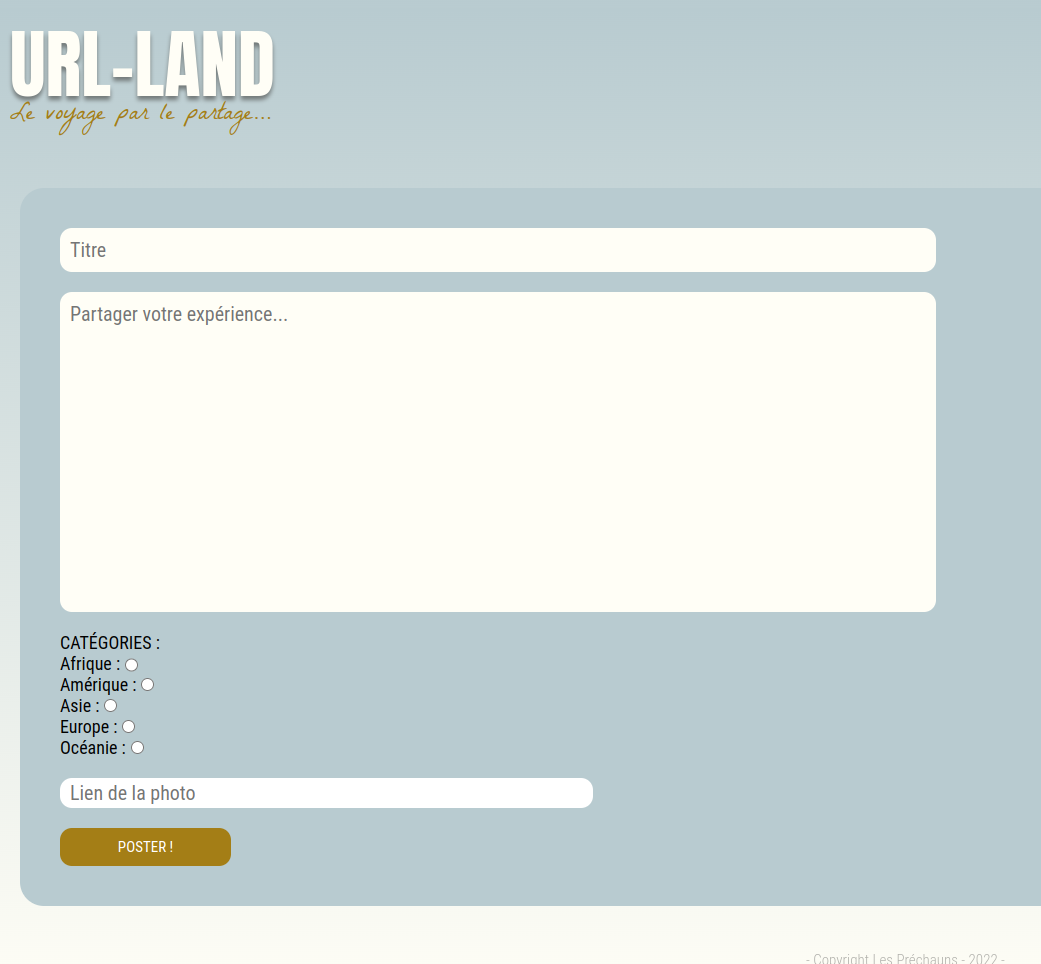 URL-LAND
Le voyage par le partage...
Titre
Partager votre expérience...
CATÉGORIES :
Afrique :
Amérique :
Asie :
Europe :
Océanie :
Lien de la photo
POSTER !
- Copyright Les Préchauns - 2022 -